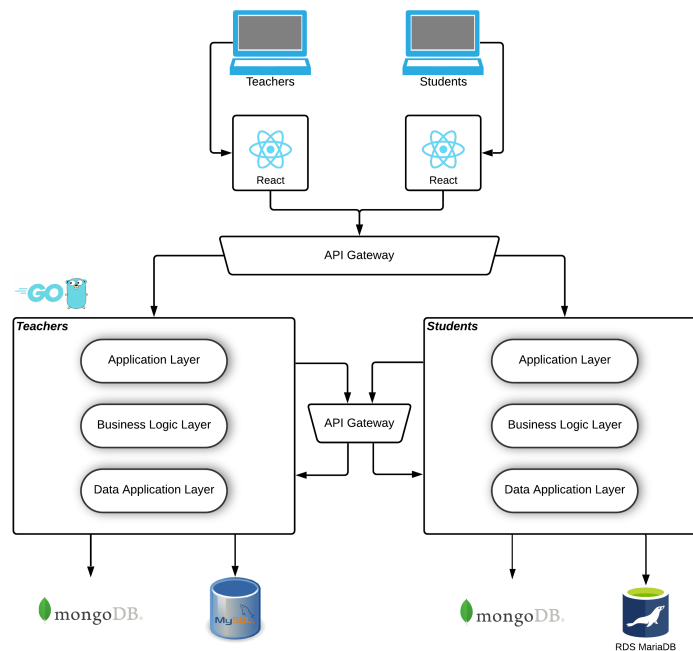 Teachers
Students
React
React
API Gateway
GO
Teachers
Students
Application Layer
Application Layer
API Gateway
Business Logic Layer
Business Logic Layer
Data Application Layer
Data Application Layer
mongoDB.
MySQL
mongoDB.
RDS MariaDB